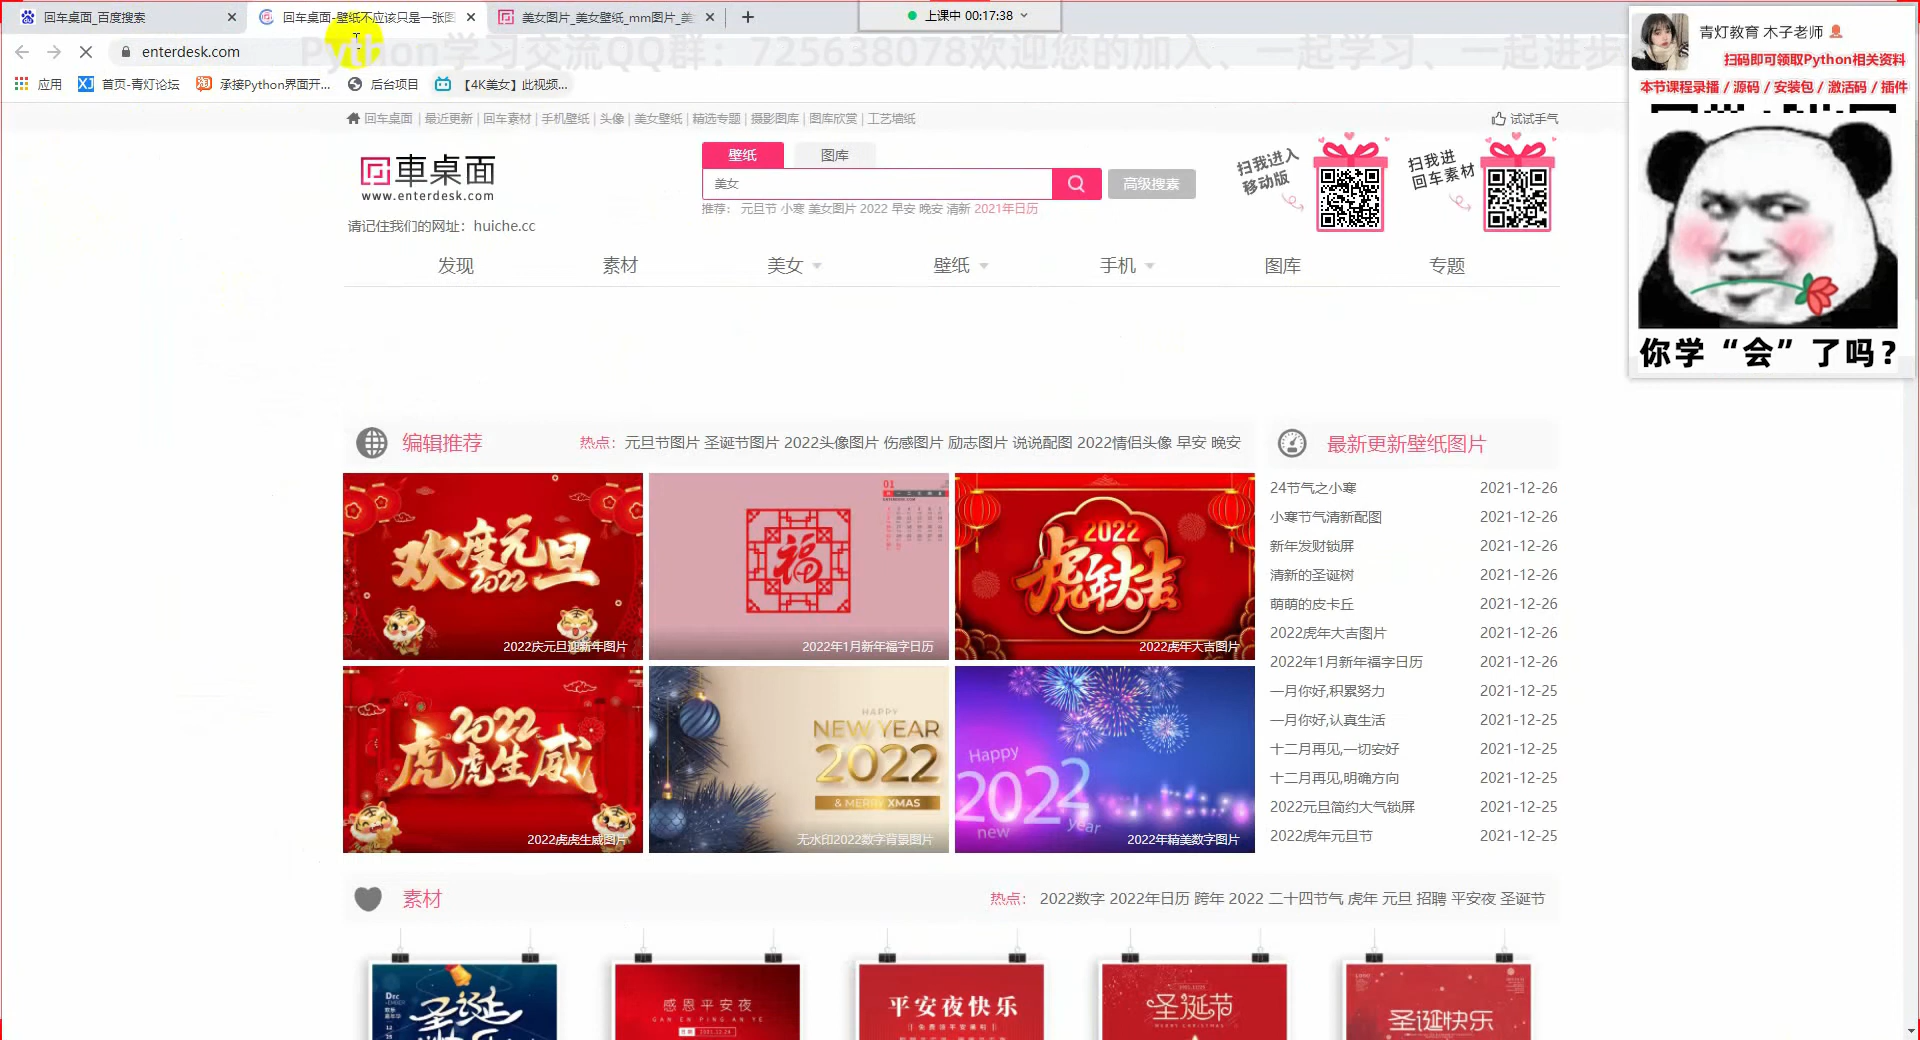 回车桌面_百度搜索
回车桌面-壁纸不应该只是一张图
美女图片_美女壁纸_mm图片_美
上课中 00:17:38
enterdesk.com
Python学习交流QQ群：725638075欢迎您的加入、一起学习、一起进步
应用
首页-青灯论坛
承接Python界面开...
后台项目
【4K美女】此视频...
青灯教育 木子老师
扫码即可领取Python相关资料
本节课程录播 / 源码 / 安装包 / 激活码 / 插件
你学“会”了吗?
回车桌面 | 最近更新 | 回车素材 | 手机壁纸 | 头像 | 美女壁纸 | 精选专题 | 摄影图库 | 图库欣赏 | 工艺墙纸
试试手气
回車桌面
www.enterdesk.com
请记住我们的网址：huiche.cc
壁纸
图库
美女
高级搜素
推荐： 元旦节 小寒 美女图片 2022 早安 晚安 清新 2021年日历
扫我进入
移动版
扫我进
回车素材
发现
素材
美女
壁纸
手机
图库
专题
编辑推荐
热点：元旦节图片 圣诞节图片 2022头像图片 伤感图片 励志图片 说说配图 2022情侣头像 早安 晚安
最新更新壁纸图片
欢度元旦
2022
2022庆元旦迎新年图片
01
福
2022年1月新年福字日历
2022
虎年大吉
2022虎年大吉图片
2022
虎虎生威
2022虎虎生威图片
HAPPY
NEW YEAR
2022
& MERRY XMAS
无水印2022数字背景图片
Happy
2022
new year
2022年精美数字图片
24节气之小寒 2021-12-26
小寒节气清新配图 2021-12-26
新年发财锁屏 2021-12-26
清新的圣诞树 2021-12-26
萌萌的皮卡丘 2021-12-26
2022虎年大吉图片 2021-12-26
2022年1月新年福字日历 2021-12-26
一月你好,积累努力 2021-12-25
一月你好,认真生活 2021-12-25
十二月再见,一切安好 2021-12-25
十二月再见,明确方向 2021-12-25
2022元旦简约大气锁屏 2021-12-25
2022虎年元旦节 2021-12-25
素材
热点： 2022数字 2022年日历 跨年 2022 二十四节气 虎年 元旦 招聘 平安夜 圣诞节
Dec
圣诞
感恩平安夜
GAN EN PING AN YE
平安夜快乐
圣诞节
圣诞快乐